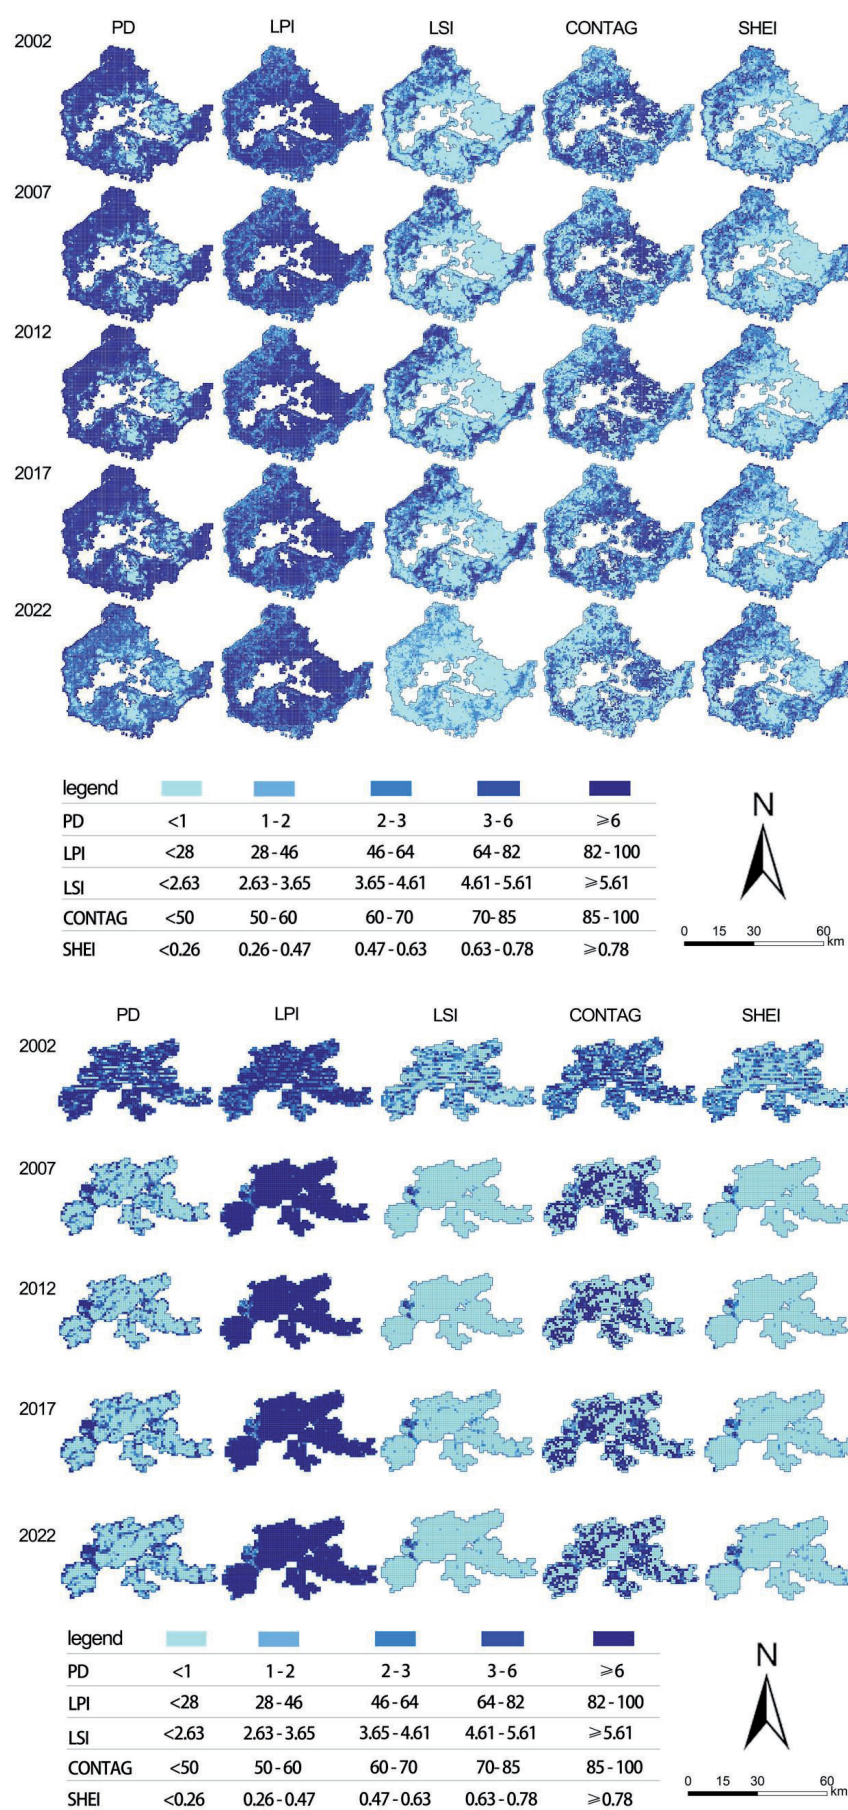 PD LPI LSI CONTAG SHEI
2002
2007
2012
2017
2022
legend
PD <1 1-2 2-3 3-6 ⩾6
LPI <28 28-46 46-64 64-82 82-100
LSI <2.63 2.63-3.65 3.65-4.61 4.61-5.61 ⩾5.61
CONTAG <50 50-60 60-70 70-85 85-100
SHEI <0.26 0.26-0.47 0.47-0.63 0.63-0.78 ⩾0.78
N
0 15 30 60
km
PD LPI LSI CONTAG SHEI
2002
2007
2012
2017
2022
legend
PD <1 1-2 2-3 3-6 ⩾6
LPI <28 28-46 46-64 64-82 82-100
LSI <2.63 2.63-3.65 3.65-4.61 4.61-5.61 ⩾5.61
CONTAG <50 50-60 60-70 70-85 85-100
SHEI <0.26 0.26-0.47 0.47-0.63 0.63-0.78 ⩾0.78
N
0 15 30 60
km